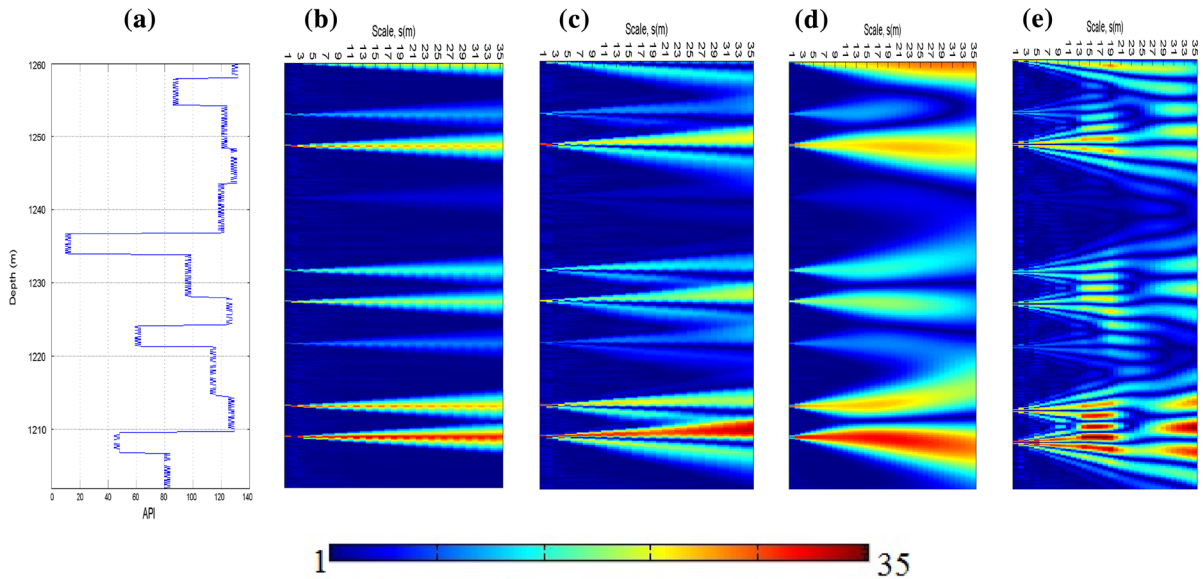 (a) (b) (c) (d) (e)
Scale, s(m) Scale, s(m) Scale, s(m) Scale, s(m)
1 3 5 7 9 11 13 15 17 19 21 23 25 27 29 31 33 35
1 3 5 7 9 11 13 15 17 19 21 23 25 27 29 31 33 35
1 3 5 7 9 11 13 15 17 19 21 23 25 27 29 31 33 35
1 3 5 7 9 11 13 15 17 19 21 23 25 27 29 31 33 35
1260
1250
1240
1230
1220
1210
Depth (m)
0 20 40 60 80 100 120 140
API
1 35